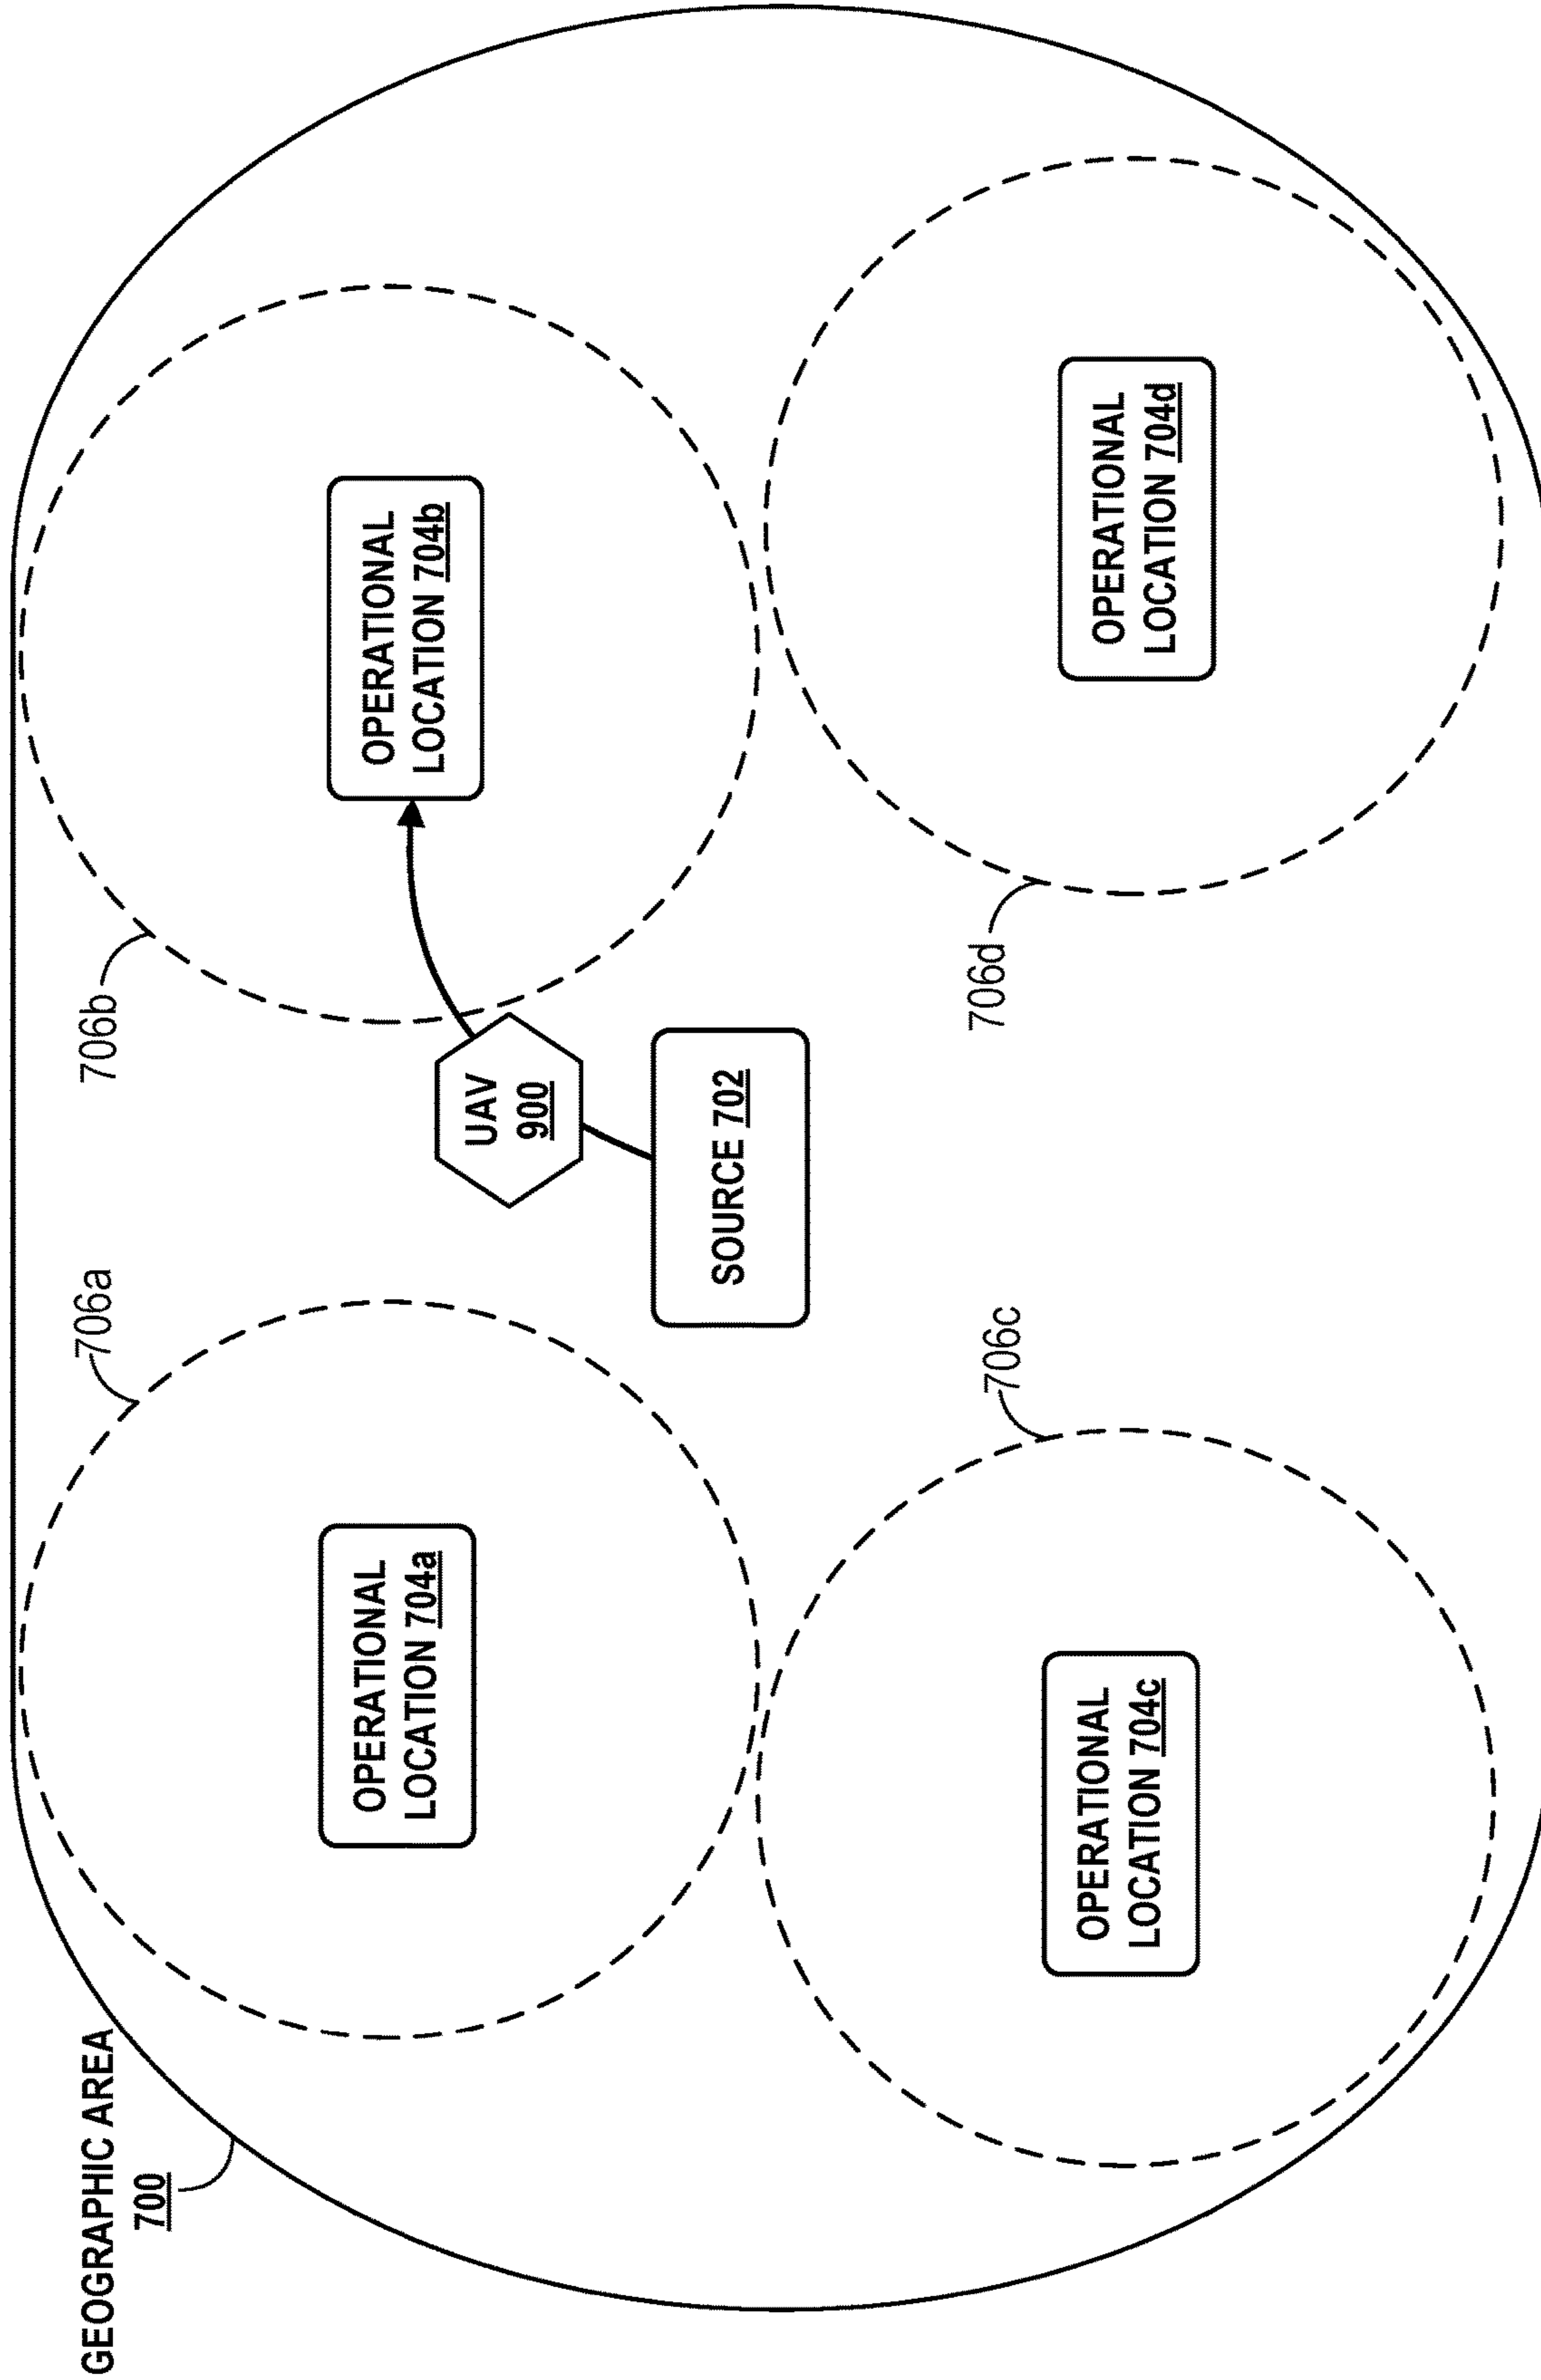 GEOGRAPHIC AREA
700
706a
706b
OPERATIONAL
LOCATION 704a
OPERATIONAL
LOCATION 704b
UAV
900
SOURCE 702
706c
706d
OPERATIONAL
LOCATION 704c
OPERATIONAL
LOCATION 704d